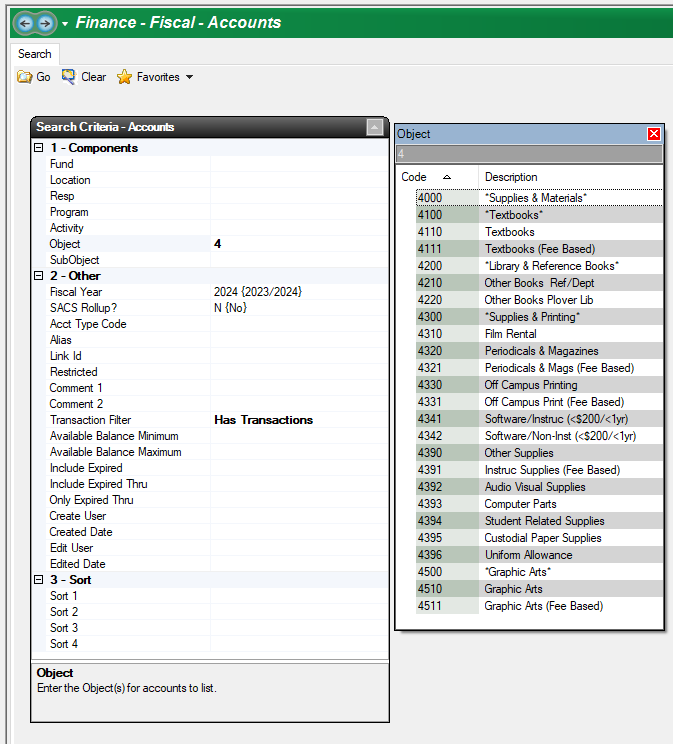 Finance - Fiscal - Accounts
Search
Go Clear Favorites
Search Criteria - Accounts
1 - Components
Fund
Location
Resp
Program
Activity
Object 4
SubObject
2 - Other
Fiscal Year 2024 {2023/2024}
SACS Rollup? N {No}
Acct Type Code
Alias
Link Id
Restricted
Comment 1
Comment 2
Transaction Filter Has Transactions
Available Balance Minimum
Available Balance Maximum
Include Expired
Include Expired Thru
Only Expired Thru
Create User
Created Date
Edit User
Edited Date
3 - Sort
Sort 1
Sort 2
Sort 3
Sort 4
Object
Enter the Object(s) for accounts to list.
Object
4
Code Description
4000 *Supplies & Materials*
4100 *Textbooks*
4110 Textbooks
4111 Textbooks (Fee Based)
4200 *Library & Reference Books*
4210 Other Books Ref/Dept
4220 Other Books Plover Lib
4300 *Supplies & Printing*
4310 Film Rental
4320 Periodicals & Magazines
4321 Periodicals & Mags (Fee Based)
4330 Off Campus Printing
4331 Off Campus Print (Fee Based)
4341 Software/Instruc (<$200/<1yr)
4342 Software/Non-Inst (<$200/<1yr)
4390 Other Supplies
4391 Instruc Supplies (Fee Based)
4392 Audio Visual Supplies
4393 Computer Parts
4394 Student Related Supplies
4395 Custodial Paper Supplies
4396 Uniform Allowance
4500 *Graphic Arts*
4510 Graphic Arts
4511 Graphic Arts (Fee Based)